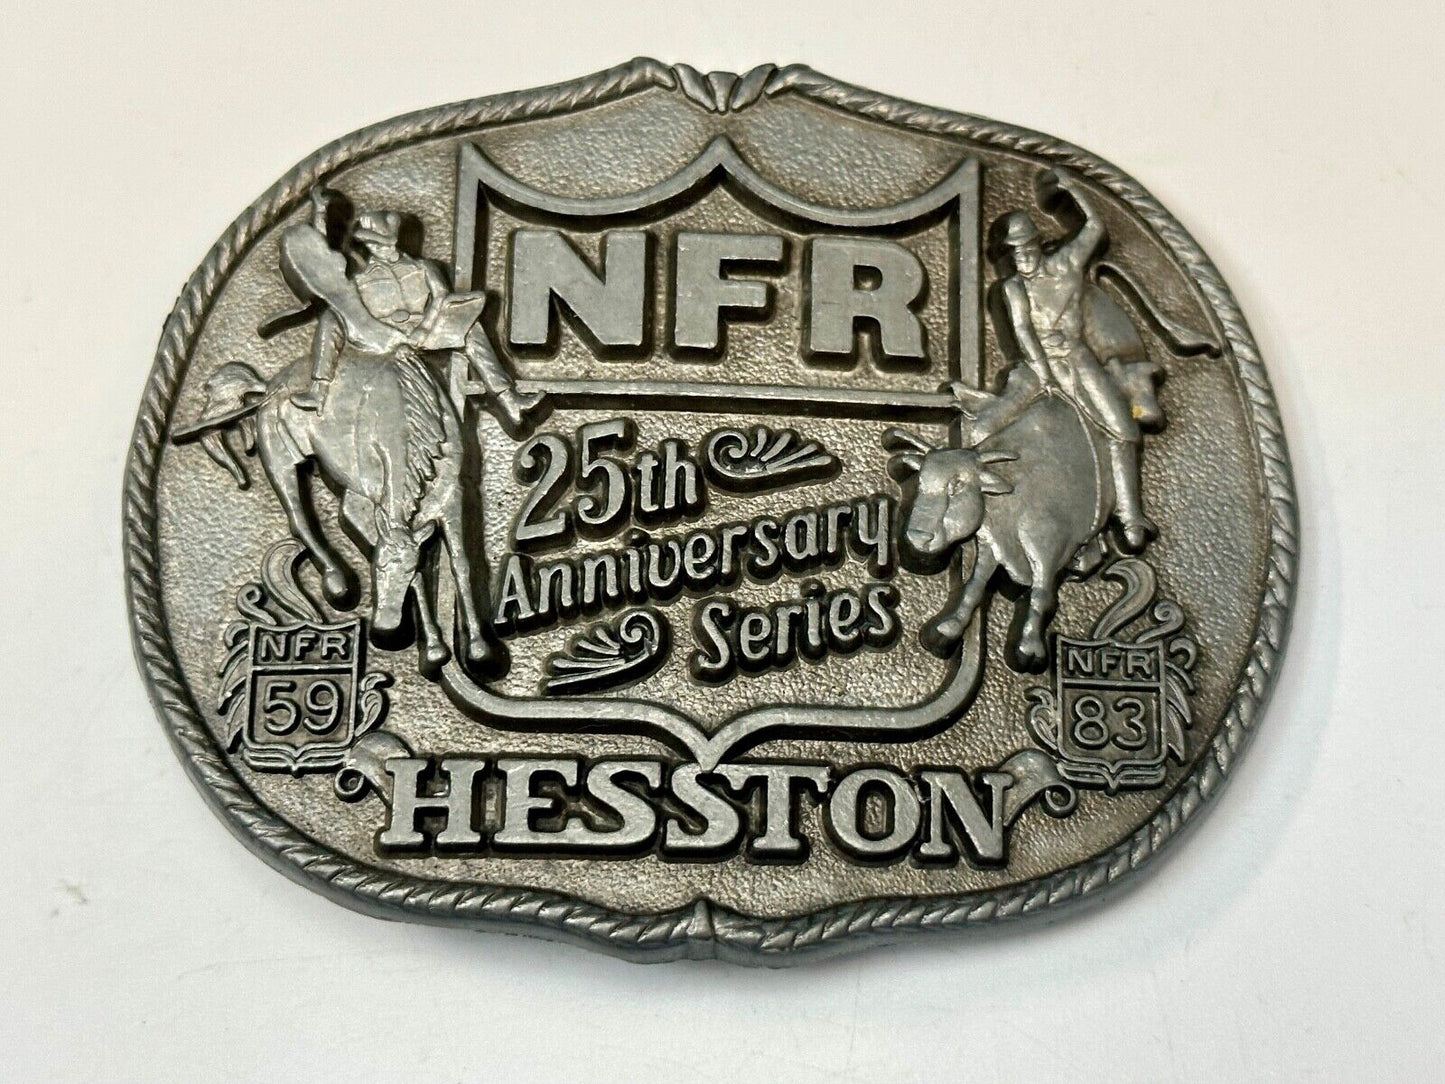 NFR
25th
Anniversary
Series
NFR
59
NFR
83
HESSTON